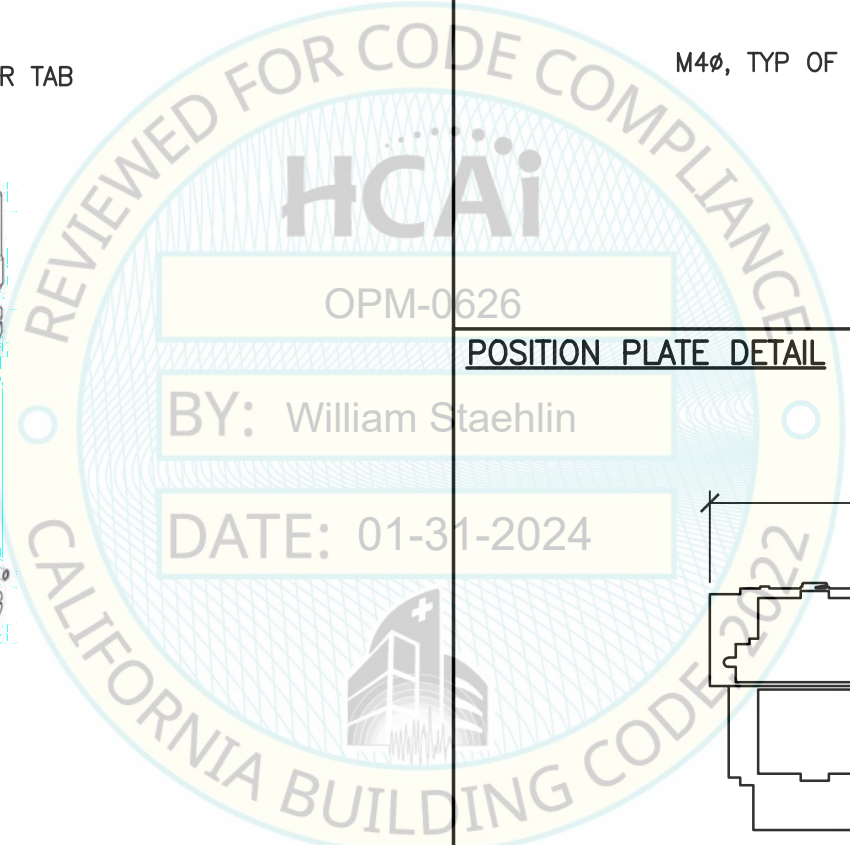 R TAB
M4ø, TYP OF
REVIEWED FOR CODE COMPLIANCE
HCAi
OPM-0626
POSITION PLATE DETAIL
BY: William Staehlin
DATE: 01-31-2024
CALIFORNIA BUILDING CODE, 2022